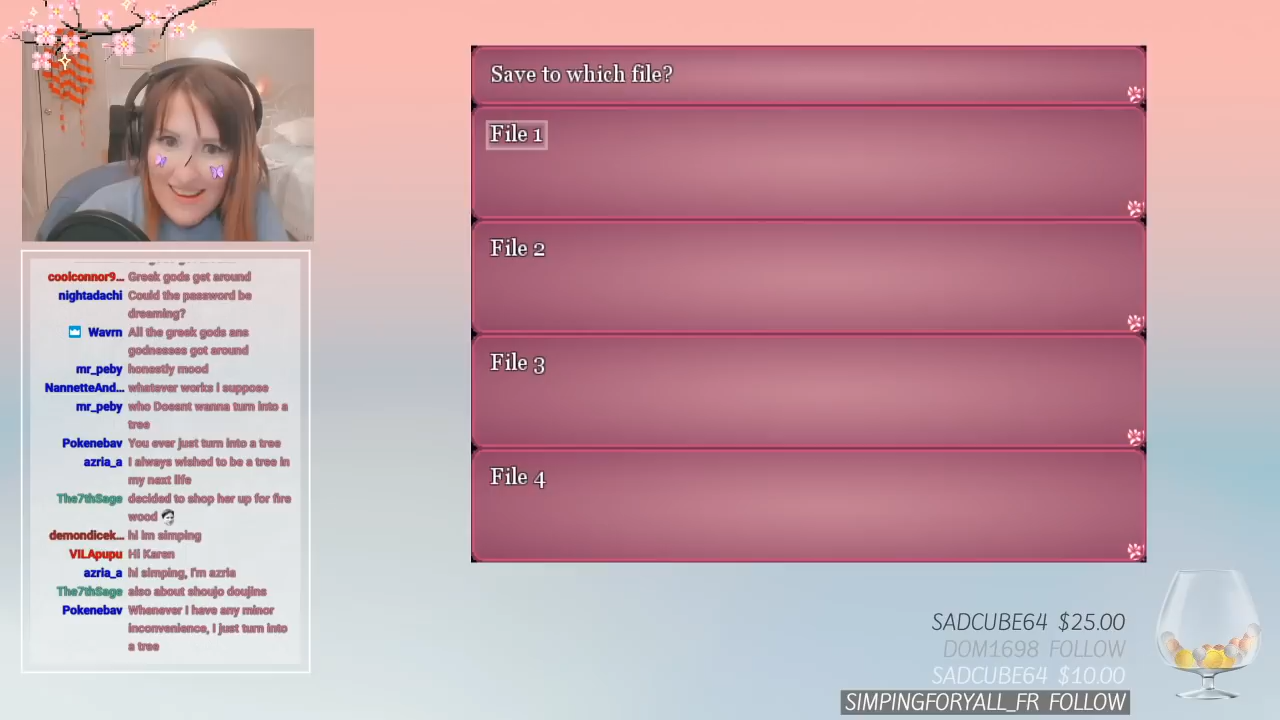 Save to which file?
File 1
File 2
File 3
File 4
coolconnor9... Greek gods get around
nightadachi Could the password be
dreaming?
Wavrn All the greek gods ans
godnesses got around
mr_peby honestly mood
NannetteAnd... whatever works I suppose
mr_peby who Doesnt wanna turn into a
tree
Pokenebav You ever just turn into a tree
azria_a I always wished to be a tree in
my next life
The7thSage decided to shop her up for fire
wood
demondicek... hi im simping
VILApupu Hi Karen
azria_a hi simping, I'm azria
The7thSage also about shoujo doujins
Pokenebav Whenever I have any minor
inconvenience, I just turn into
a tree
SADCUBE64 $25.00
DOM1698 FOLLOW
SADCUBE64 $10.00
SIMPINGFORYALL_FR FOLLOW